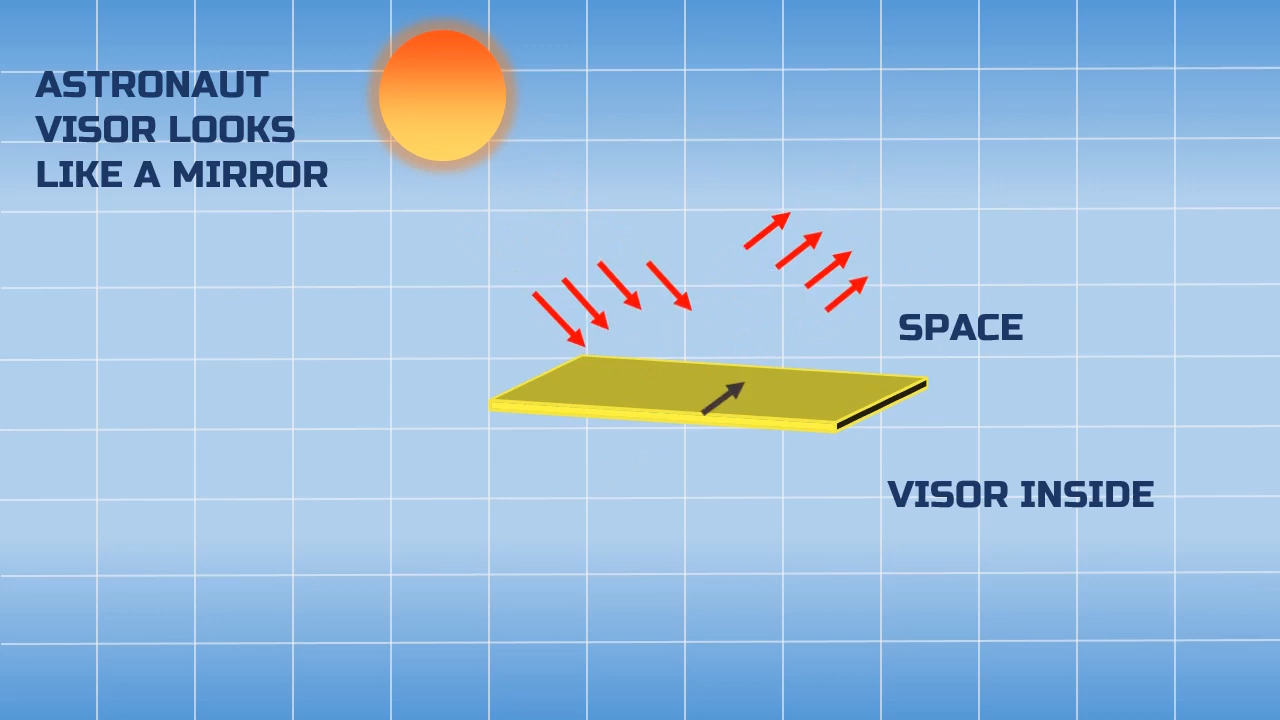 ASTRONAUT
VISOR LOOKS
LIKE A MIRROR
SPACE
VISOR INSIDE